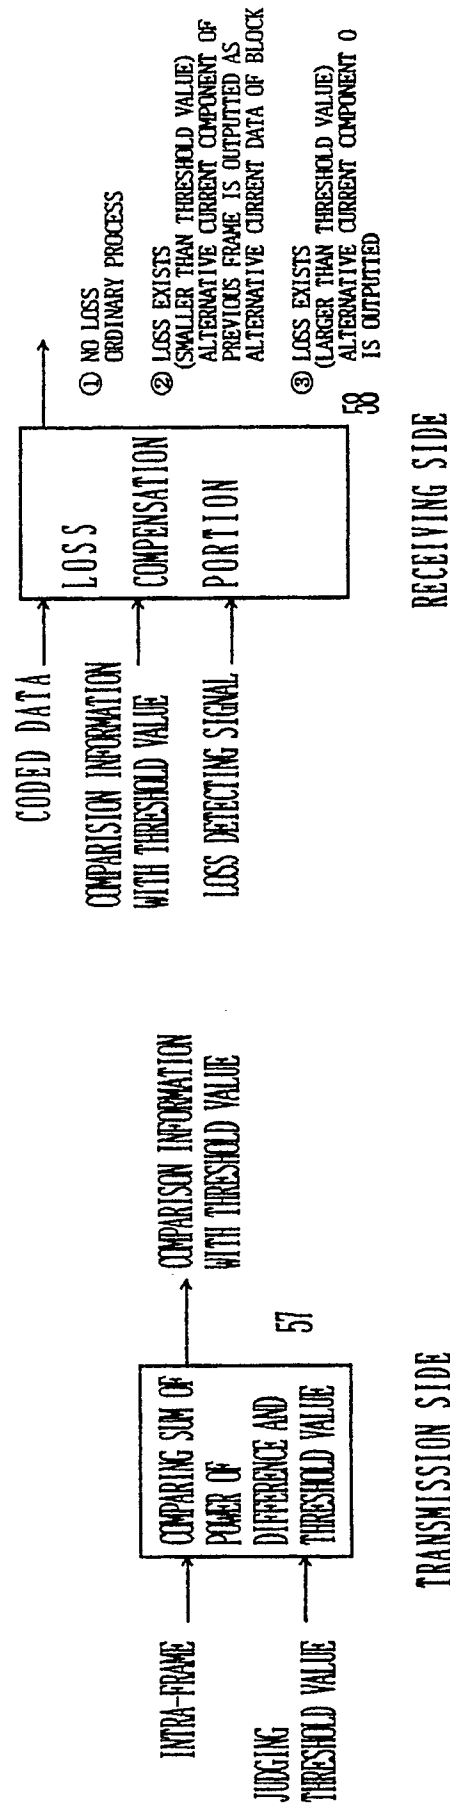 INTRA-FRAME
JUDGING
THRESHOLD VALUE
COMPARING SUM OF
POWER OF
DIFFERENCE AND
THRESHOLD VALUE
57
COMPARISON INFORMATION
WITH THRESHOLD VALUE
TRANSMISSION SIDE
CODED DATA
COMPARISION INFORMATION
WITH THRESHOLD VALUE
LOSS DETECTING SIGNAL
LOSS
COMPENSATION
PORTION
58
58
① NO LOSS
ORDINARY PROCESS
② LOSS EXISTS
(SMALLER THAN THRESHOLD VALUE)
ALTERNATIVE CURRENT COMPONENT OF
PREVIOUS FRAME IS OUTPUTTED AS
ALTERNATIVE CURRENT DATA OF BLOCK
③ LOSS EXISTS
(LARGER THAN THRESHOLD VALUE)
ALTERNATIVE CURRENT COMPONENT O
IS OUTPUTTED
RECEIVING SIDE